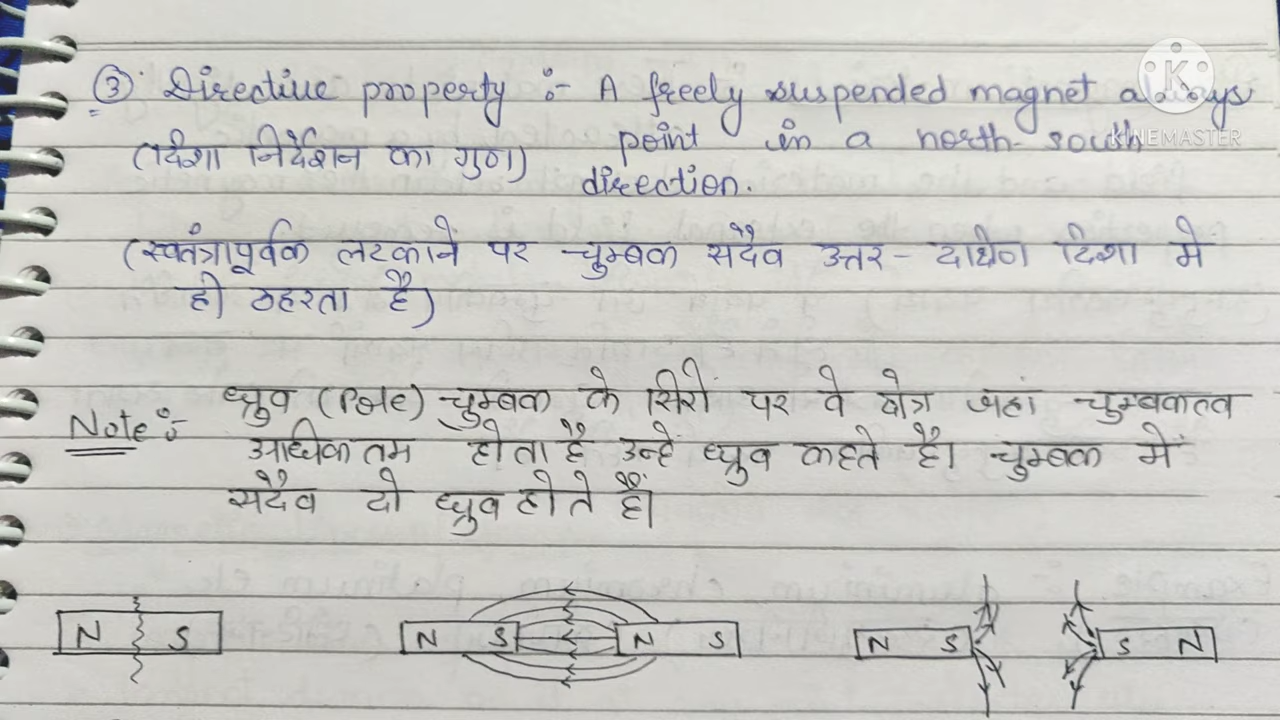 ③ Directive property :- A freely suspended magnet always
(दिशा निर्देशन का गुण) point in a north-south
direction.
(स्वतंत्रापूर्वक लटकाने पर चुम्बक सदैव उत्तर - दक्षिण दिशा मे
ही ठहरता है)
ध्रुव (Pole) चुम्बक के सिरों पर वे क्षेत्र जहां चुम्बकत्व
Note :- अधिकतम होता है उन्हे ध्रुव कहते है। चुम्बक में
सदैव दो ध्रुव होते हैं।
N S N S N S N S S N
K
KINEMASTER